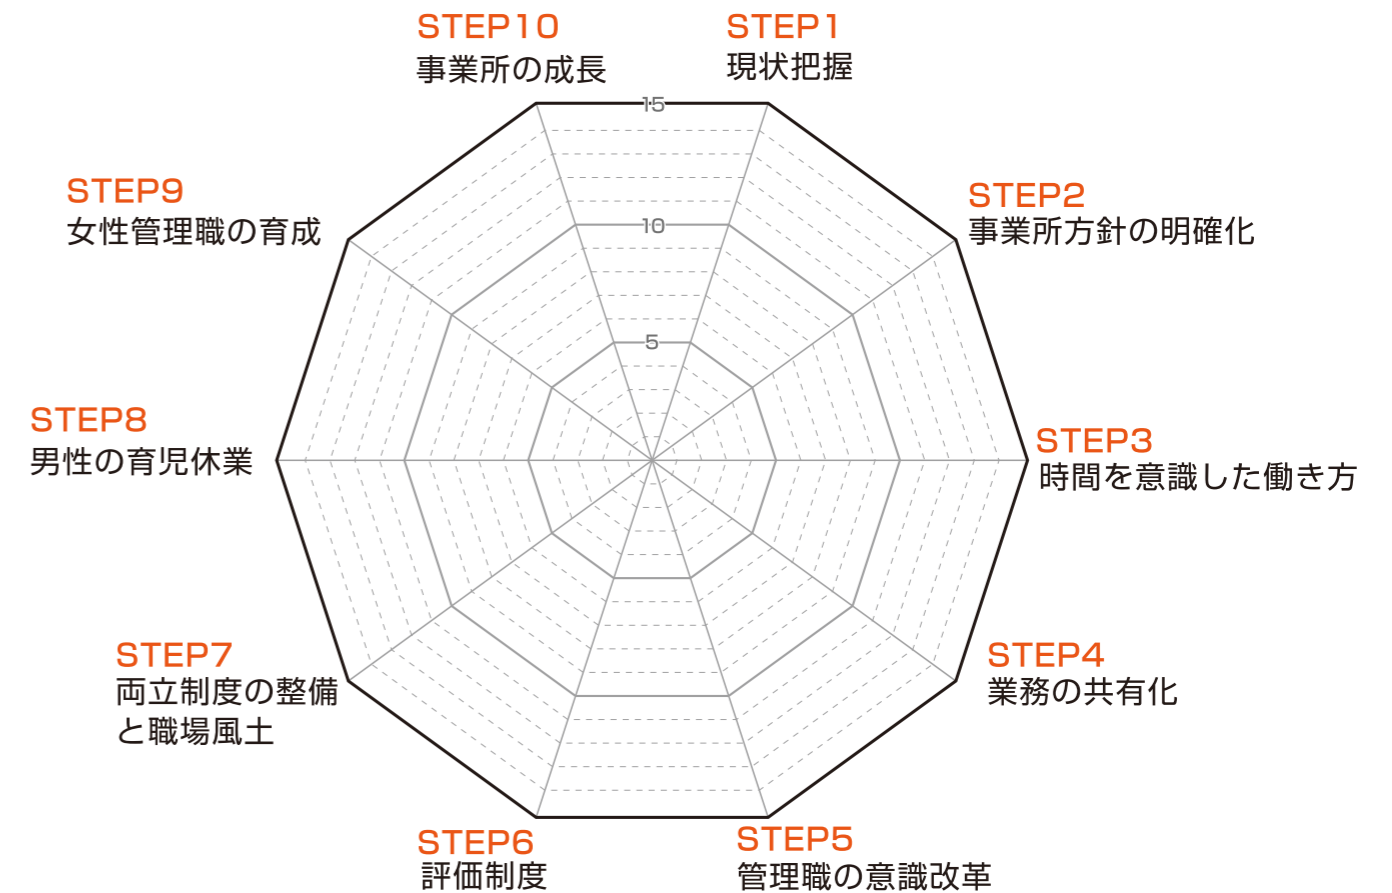 STEP10
事業所の成長
STEP1
現状把握
15
STEP9
女性管理職の育成
STEP2
事業所方針の明確化
10
5
STEP8
男性の育児休業
STEP3
時間を意識した働き方
STEP7
両立制度の整備
と職場風土
STEP4
業務の共有化
STEP6
評価制度
STEP5
管理職の意識改革